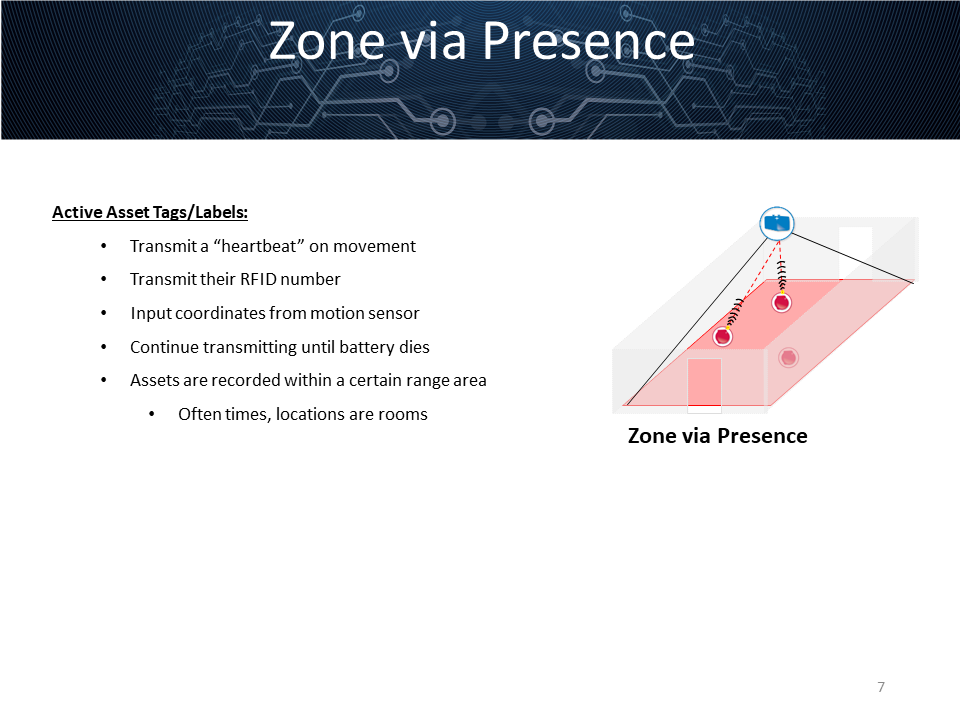 Zone via Presence
Active Asset Tags/Labels:
• Transmit a “heartbeat” on movement
• Transmit their RFID number
• Input coordinates from motion sensor
• Continue transmitting until battery dies
• Assets are recorded within a certain range area
• Often times, locations are rooms
Zone via Presence
7